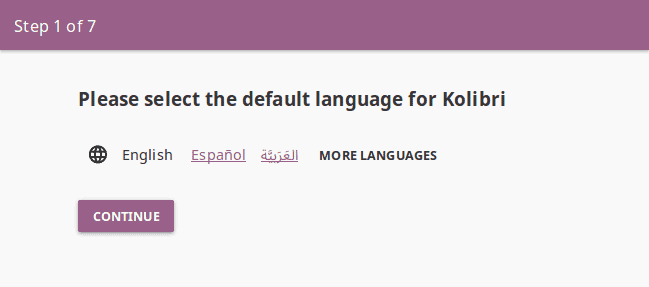 Step 1 of 7
Please select the default language for Kolibri
English Español العَرَبِيَّة MORE LANGUAGES
CONTINUE